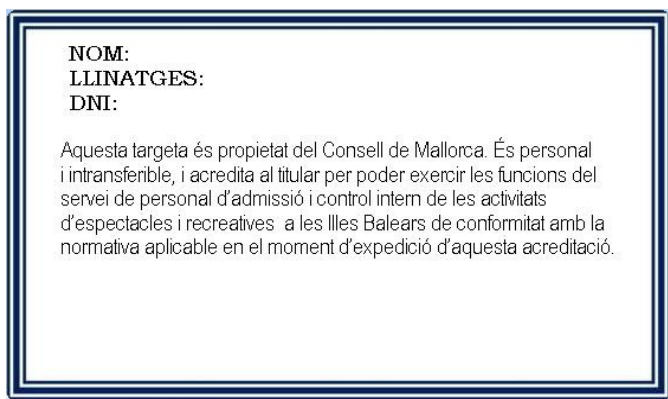 NOM:
LLINATGES:
DNI:
Aquesta targeta és propietat del Consell de Mallorca. És personal
i intransferible, i acredita al titular per poder exercir les funcions del
servei de personal d'admissió i control intern de les activitats
d'espectacles i recreatives a les Illes Balears de conformitat amb la
normativa aplicable en el moment d'expedició d'aquesta acreditació.